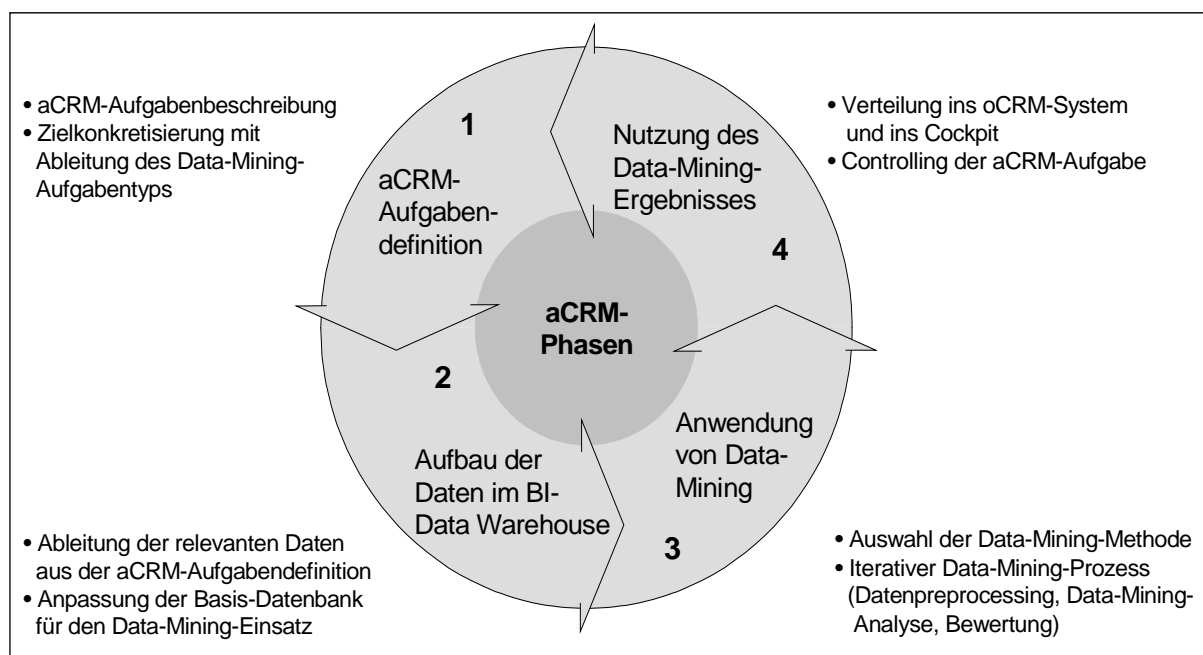 • aCRM-Aufgabenbeschreibung
• Zielkonkretisierung mit
Ableitung des Data-Mining-
Aufgabentyps
1
aCRM-
Aufgaben-
definition
Nutzung des
Data-Mining-
Ergebnisses
4
• Verteilung ins oCRM-System
und ins Cockpit
• Controlling der aCRM-Aufgabe
aCRM-
Phasen
2
Aufbau der
Daten im BI-
Data Warehouse
Anwendung
von Data-
Mining
3
• Ableitung der relevanten Daten
aus der aCRM-Aufgabendefinition
• Anpassung der Basis-Datenbank
für den Data-Mining-Einsatz
• Auswahl der Data-Mining-Methode
• Iterativer Data-Mining-Prozess
(Datenpreprocessing, Data-Mining-
Analyse, Bewertung)